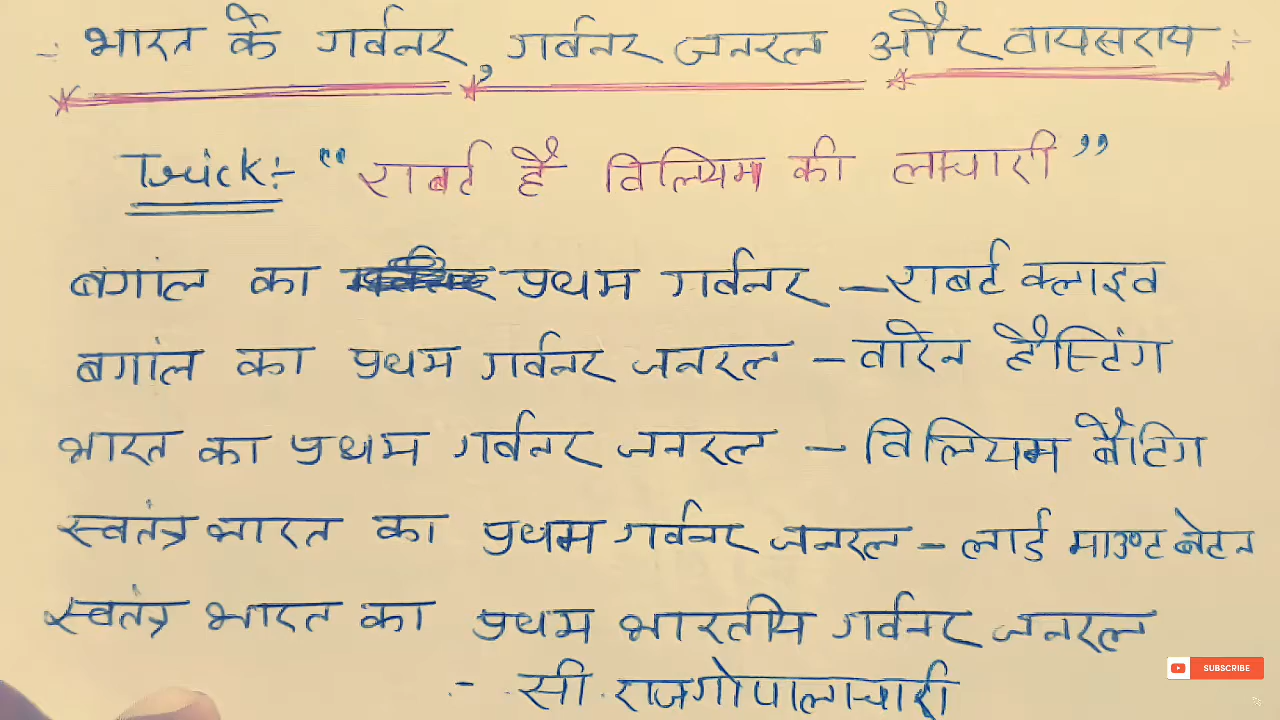 -: भारत के गर्वनर, गर्वनर जनरल और वायसराय :-
Trick:- "राबर्ट है विलियम की लाचारी"
बगांल का प्रथम गर्वनर – राबर्ट क्लाइव
बगांल का प्रथम गर्वनर जनरल – वारेन हैस्टिंग
भारत का प्रथम गर्वनर जनरल – विलियम बैटिंग
स्वतंत्र भारत का प्रथम गर्वनर जनरल – लार्ड माउण्ट बेटन
स्वतंत्र भारत का प्रथम भारतीय गर्वनर जनरल
:- सी. राजगोपालाचारी
SUBSCRIBE